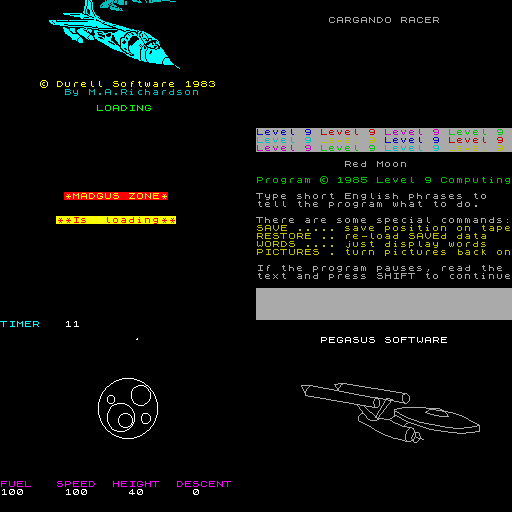 CARGANDO RACER
© Durell Software 1983
By M.A.Richardson
LOADING
Level 9 Level 9 Level 9 Level 9
Level 9 Level 9 Level 9 Level 9
Level 9 Level 9 Level 9 Level 9
Red Moon
Program © 1985 Level 9 Computing
Type short English phrases to
tell the program what to do.
There are some special commands:
SAVE ..... save position on tape
RESTORE .. re-load SAVEd data
WORDS .... just display words
PICTURES . turn pictures back on
If the program pauses, read the
text and press SHIFT to continue
*MADGUS ZONE*
**Is loading**
TIMER 11
FUEL SPEED HEIGHT DESCENT
100 100 40 0
PEGASUS SOFTWARE